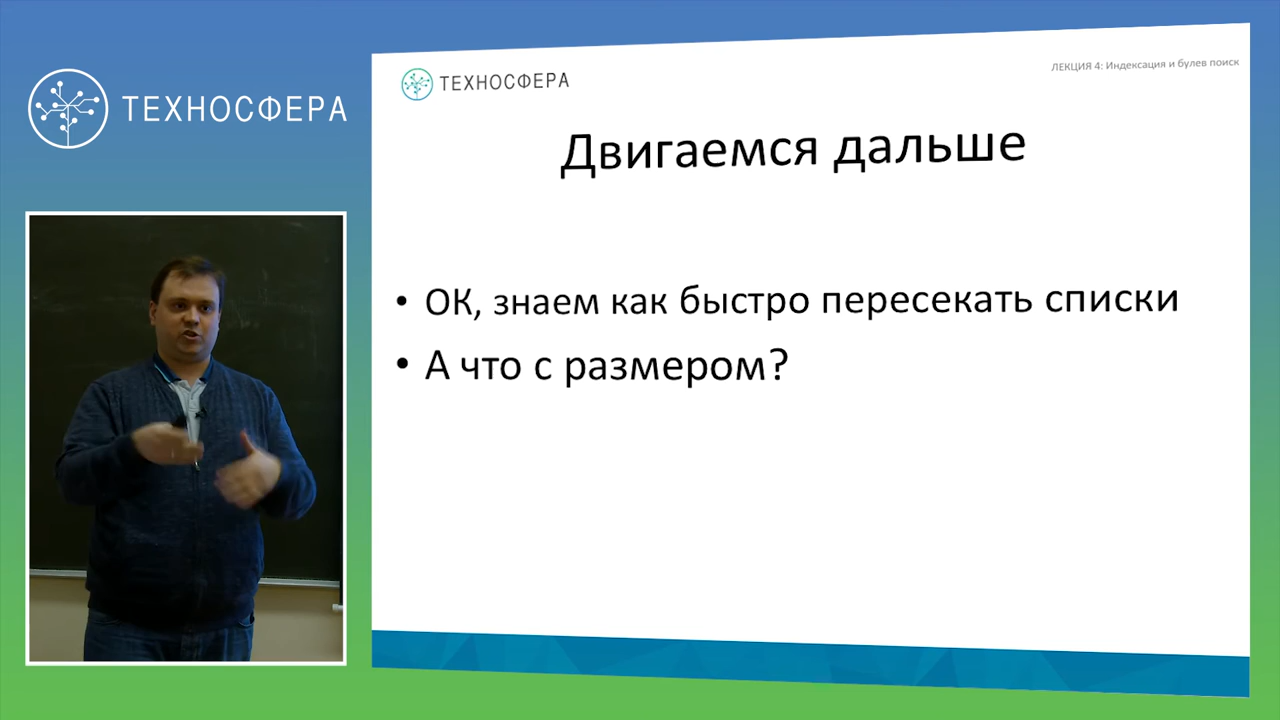 ТЕХНОСФЕРА
ТЕХНОСФЕРА
ЛЕКЦИЯ 4: Индексация и булев поиск
Двигаемся дальше
• ОК, знаем как быстро пересекать списки
• А что с размером?